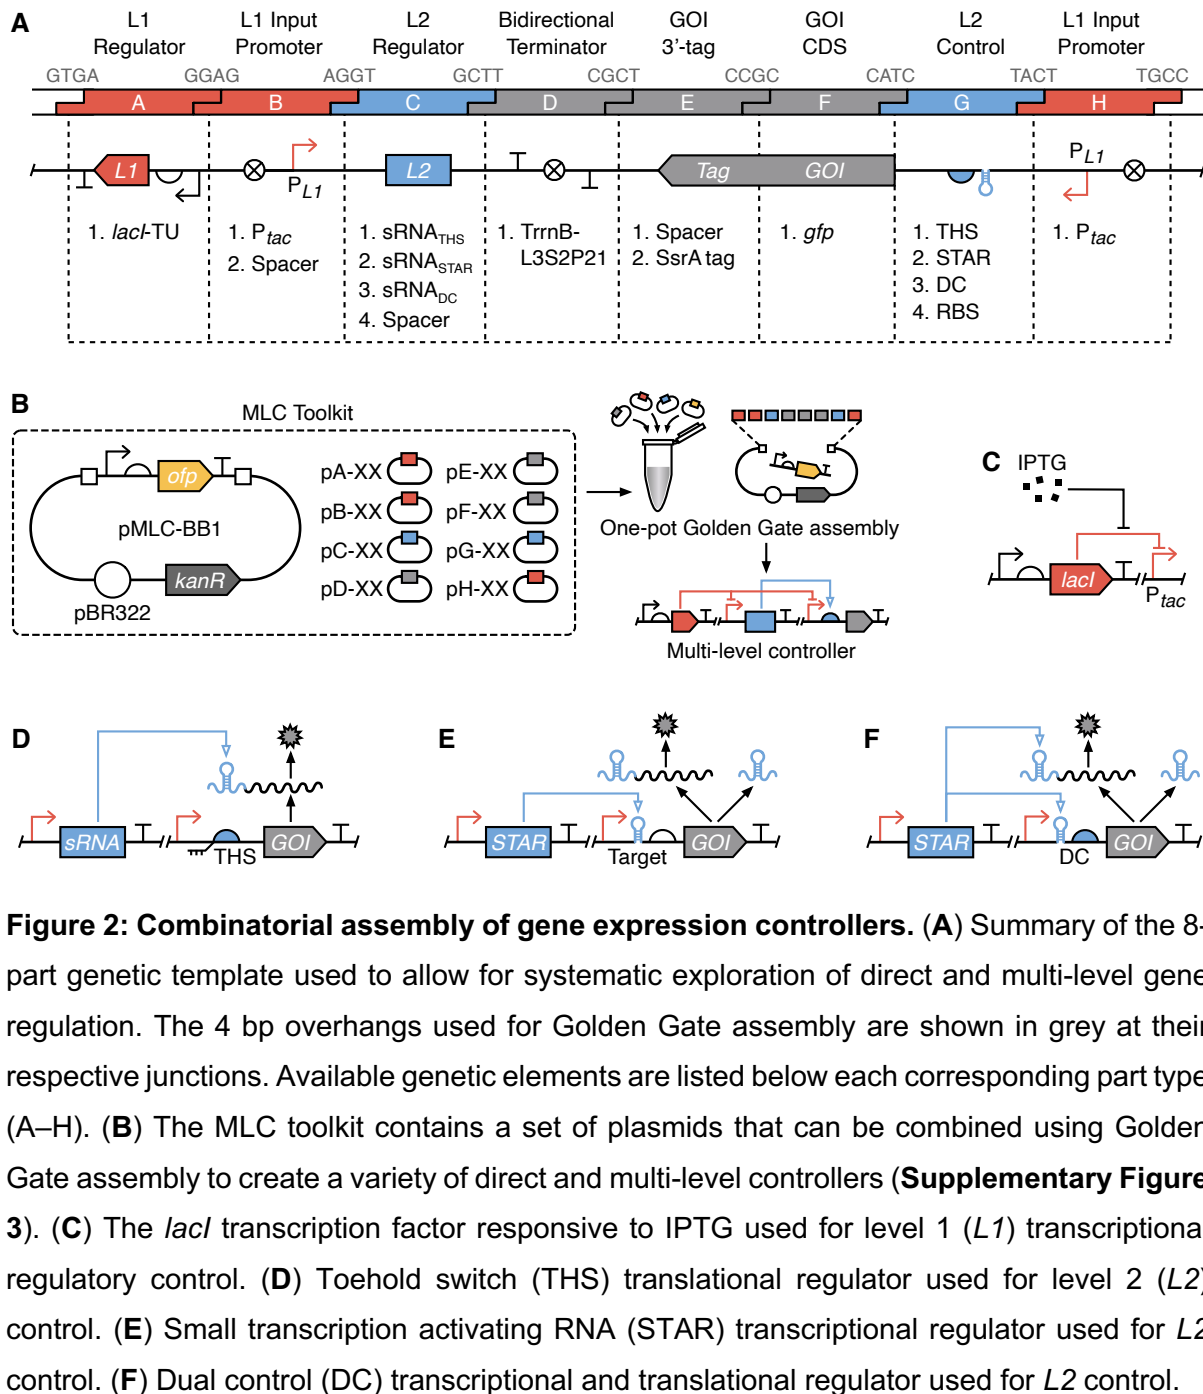 A
L1 Regulator
L1 Input Promoter
L2 Regulator
Bidirectional Terminator
GOI 3'-tag
GOI CDS
L2 Control
L1 Input Promoter
GTGA GGAG AGGT GCTT CGCT CCGC CATC TACT TGCC
A B C D E F G H
L1 PL1 L2 Tag GOI PL1
1. lacI-TU
1. Ptac
2. Spacer
1. sRNATHS
2. sRNASTAR
3. sRNADC
4. Spacer
1. TrrnB-
L3S2P21
1. Spacer
2. SsrA tag
1. gfp
1. THS
2. STAR
3. DC
4. RBS
1. Ptac
B
MLC Toolkit
ofp
pMLC-BB1
kanR
pBR322
pA-XX pE-XX
pB-XX pF-XX
pC-XX pG-XX
pD-XX pH-XX
One-pot Golden Gate assembly
Multi-level controller
C
IPTG
lacI
Ptac
D
sRNA
THS
GOI
E
STAR
Target
GOI
F
STAR
DC
GOI
Figure 2: Combinatorial assembly of gene expression controllers. (A) Summary of the 8-
part genetic template used to allow for systematic exploration of direct and multi-level gene
regulation. The 4 bp overhangs used for Golden Gate assembly are shown in grey at their
respective junctions. Available genetic elements are listed below each corresponding part type
(A–H). (B) The MLC toolkit contains a set of plasmids that can be combined using Golden
Gate assembly to create a variety of direct and multi-level controllers (Supplementary Figure
3). (C) The lacI transcription factor responsive to IPTG used for level 1 (L1) transcriptional
regulatory control. (D) Toehold switch (THS) translational regulator used for level 2 (L2)
control. (E) Small transcription activating RNA (STAR) transcriptional regulator used for L2
control. (F) Dual control (DC) transcriptional and translational regulator used for L2 control.